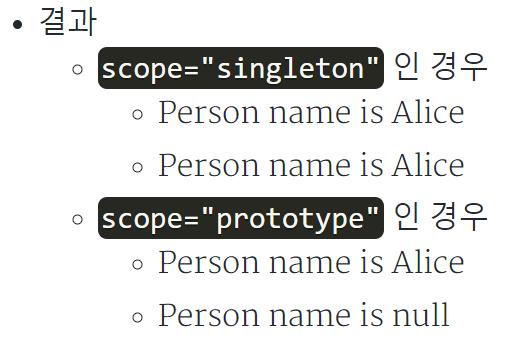 결과
scope="singleton" 인 경우
Person name is Alice
Person name is Alice
scope="prototype" 인 경우
Person name is Alice
Person name is null